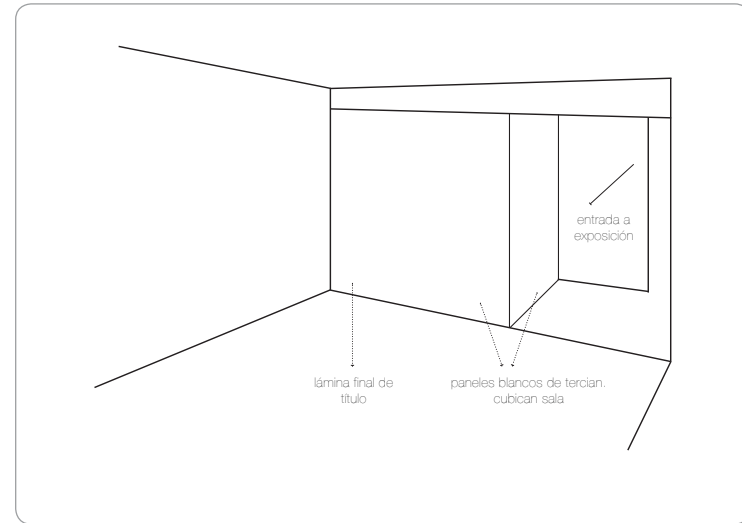 entrada a
exposición
lámina final de
título
paneles blancos de tercian.
cubican sala